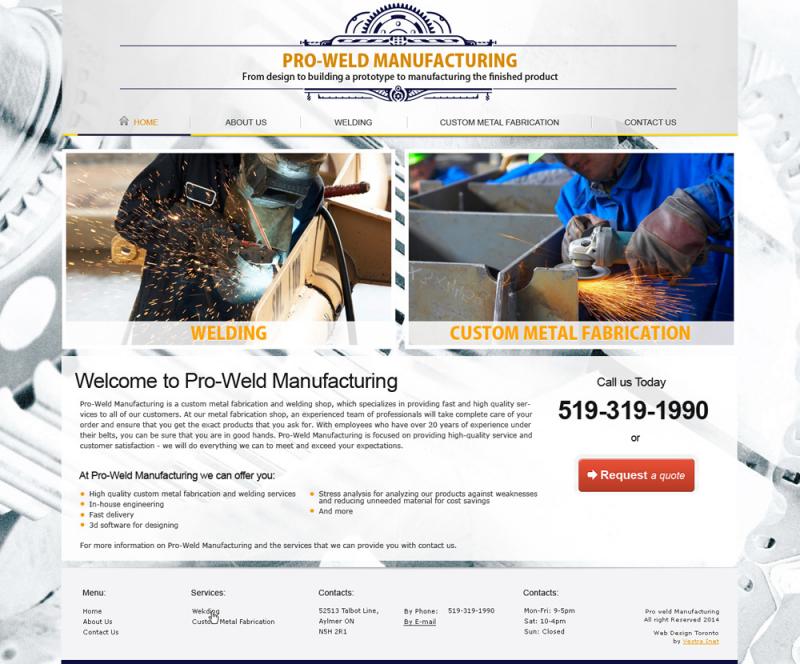 PRO-WELD MANUFACTURING
From design to building a prototype to manufacturing the finished product
HOME
ABOUT US
WELDING
CUSTOM METAL FABRICATION
CONTACT US
WELDING
CUSTOM METAL FABRICATION
Welcome to Pro-Weld Manufacturing
Pro-Weld Manufacturing is a custom metal fabrication and welding shop, which specializes in providing fast and high quality ser-
vices to all of our customers. At our metal fabrication shop, an experienced team of professionals will take complete care of your
order and ensure that you get the exact products that you ask for. With employees who have over 20 years of experience under
their belts, you can be sure that you are in good hands. Pro-Weld Manufacturing is focused on providing high-quality service and
customer satisfaction - we will do everything we can to meet and exceed your expectations.
Call us Today
519-319-1990
or
Request a quote
At Pro-Weld Manufacturing we can offer you:
High quality custom metal fabrication and welding services
In-house engineering
Fast delivery
3d software for designing
Stress analysis for analyzing our products against weaknesses
and reducing unneeded material for cost savings
And more
For more information on Pro-Weld Manufacturing and the services that we can provide you with contact us.
Menu:
Home
About Us
Contact Us
Services:
Metal Fabrication
Contacts:
52513 Talbot Line,
Aylmer ON
N5H 2R1
By Phone: 519-319-1990
By E-mail
Contacts:
Mon-Fri: 9-5pm
Sat: 10-4pm
Sun: Closed
Pro weld Manufacturing
All right Reserved 2014
Web Design Toronto
by Vestra Inet